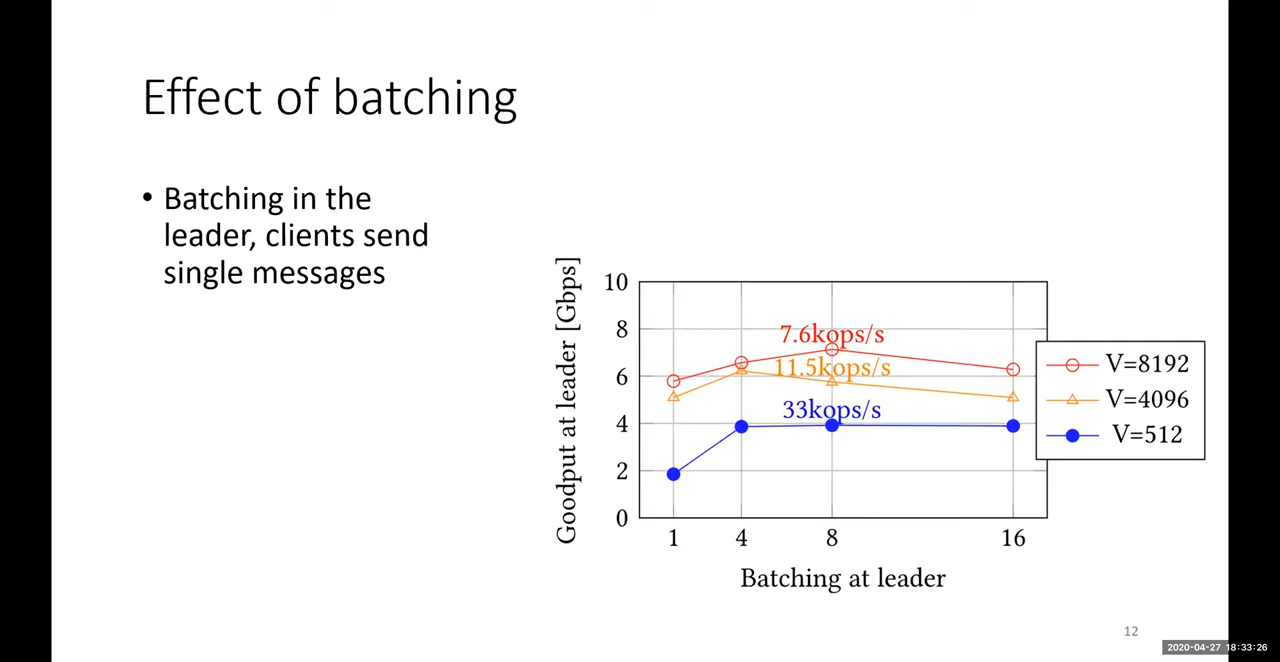 Effect of batching
• Batching in the
leader, clients send
single messages
Goodput at leader [Gbps]
10
8
6
4
2
0
7.6kops/s
11.5kops/s
33kops/s
V=8192
V=4096
V=512
1 4 8 16
Batching at leader
12
2020-04-27 18:33:26